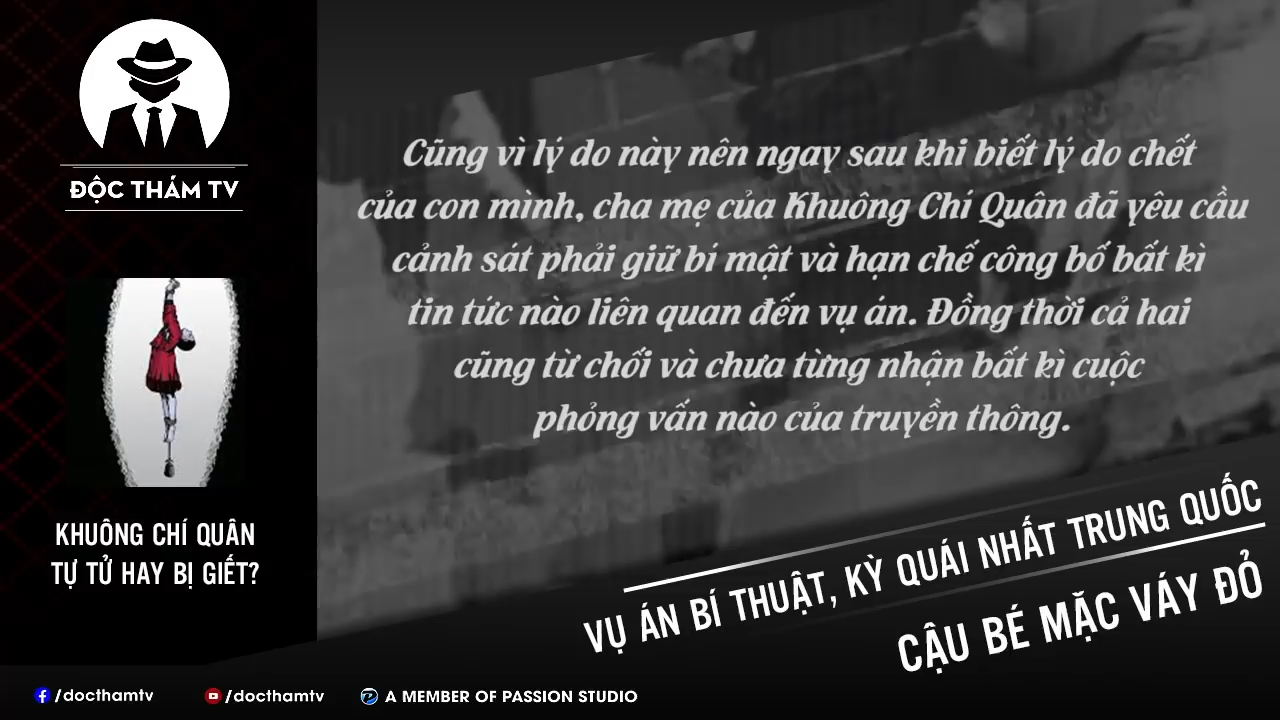 ĐỘC THÁM TV
KHUÔNG CHÍ QUÂN
TỰ TỬ HAY BỊ GIẾT?
Cũng vì lý do này nên ngay sau khi biết lý do chết
của con mình, cha mẹ của Khuông Chí Quân đã yêu cầu
cảnh sát phải giữ bí mật và hạn chế công bố bất kì
tin tức nào liên quan đến vụ án. Đồng thời cả hai
cũng từ chối và chưa từng nhận bất kì cuộc
phỏng vấn nào của truyền thông.
VỤ ÁN BÍ THUẬT, KỲ QUÁI NHẤT TRUNG QUỐC
CẬU BÉ MẶC VÁY ĐỎ
/docthamtv
/docthamtv
A MEMBER OF PASSION STUDIO